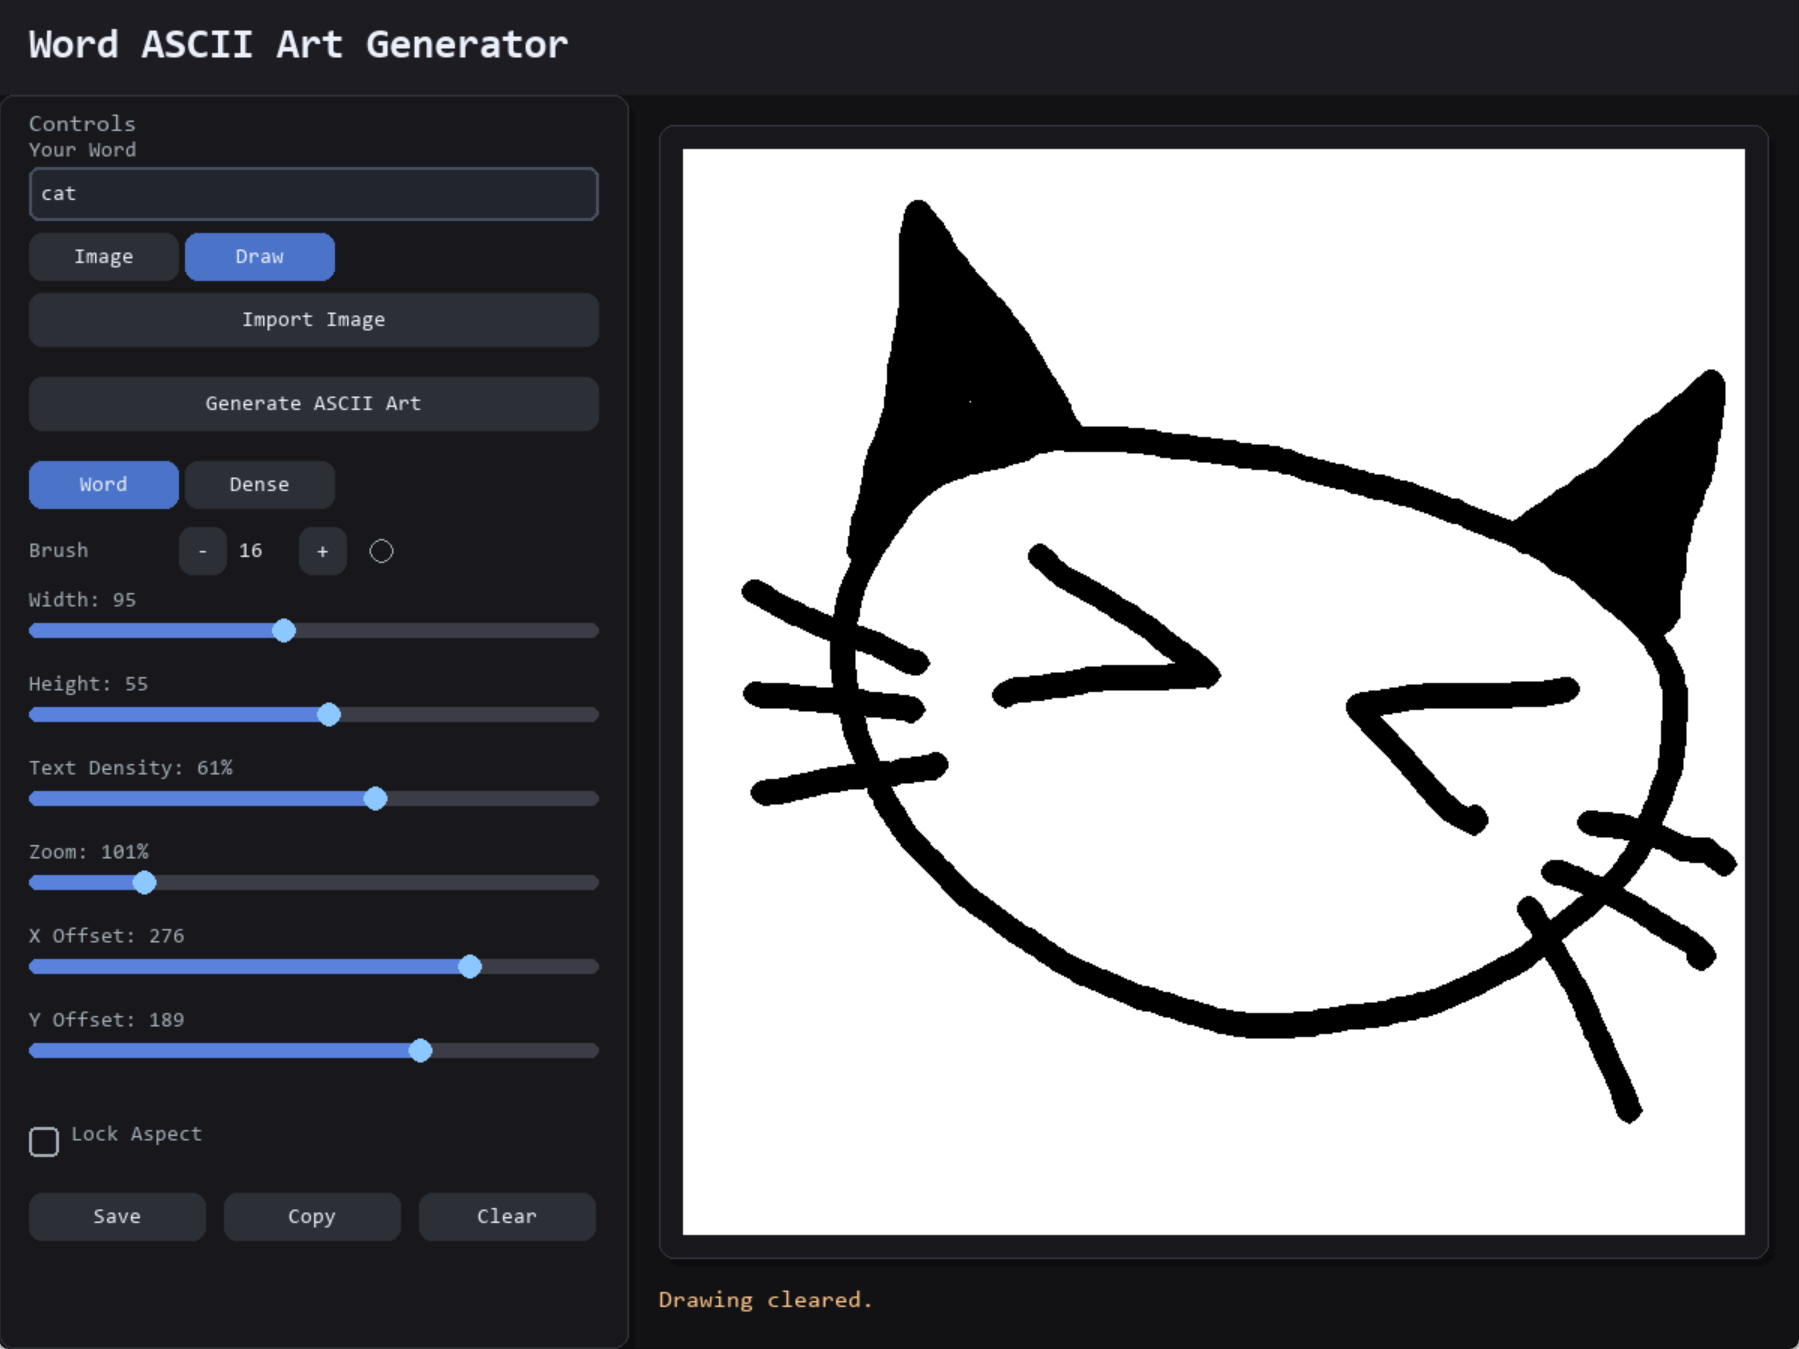 Word ASCII Art Generator
Controls
Your Word
cat
Image Draw
Import Image
Generate ASCII Art
Word Dense
Brush - 16 +
Width: 95
Height: 55
Text Density: 61%
Zoom: 101%
X Offset: 276
Y Offset: 189
Lock Aspect
Save Copy Clear
Drawing cleared.